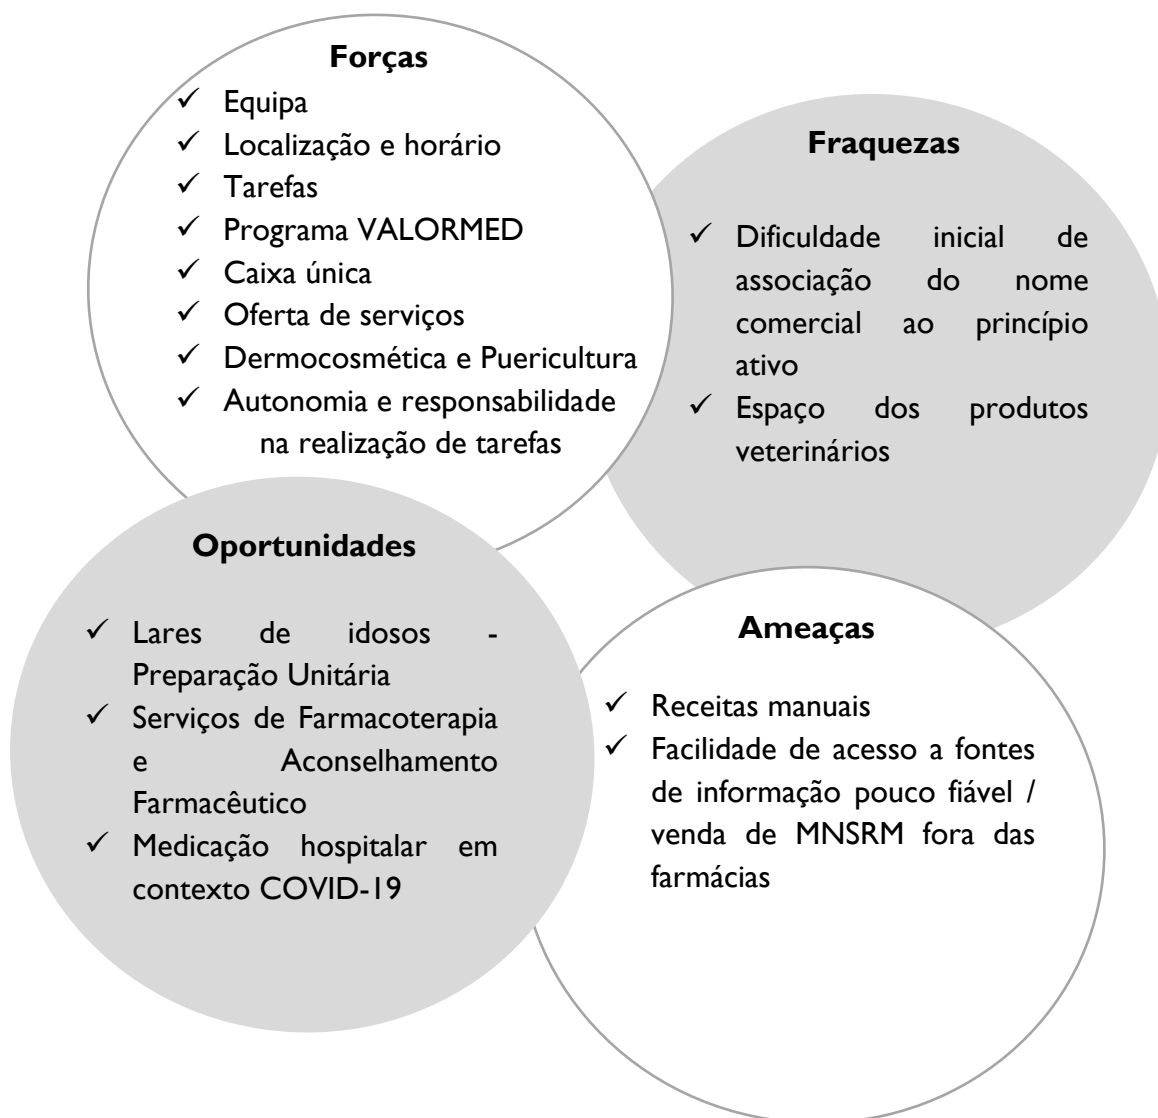 Forças
✓ Equipa
✓ Localização e horário
✓ Tarefas
✓ Programa VALORMED
✓ Caixa única
✓ Oferta de serviços
✓ Dermocosmética e Puericultura
✓ Autonomia e responsabilidade
na realização de tarefas
Fraquezas
✓ Dificuldade inicial de
associação do nome
comercial ao princípio
ativo
✓ Espaço dos produtos
veterinários
Oportunidades
✓ Lares de idosos -
Preparação Unitária
✓ Serviços de Farmacoterapia
e Aconselhamento
Farmacêutico
✓ Medicação hospitalar em
contexto COVID-19
Ameaças
✓ Receitas manuais
✓ Facilidade de acesso a fontes
de informação pouco fiável /
venda de MNSRM fora das
farmácias